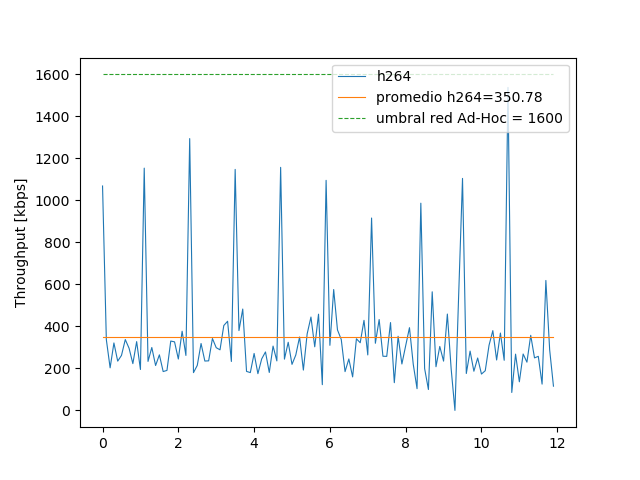 h264
promedio h264=350.78
umbral red Ad-Hoc = 1600
Throughput [kbps]
1600
1400
1200
1000
800
600
400
200
0
0 2 4 6 8 10 12